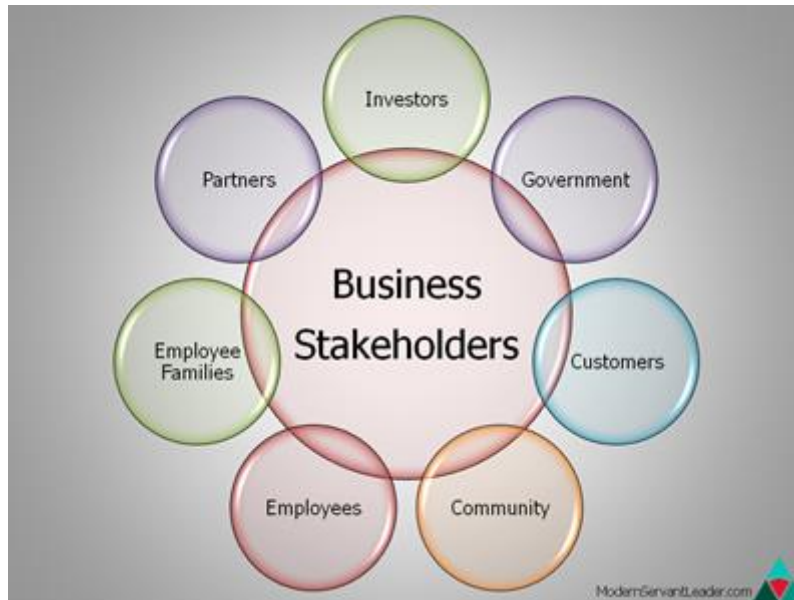 Investors
Partners
Government
Business
Stakeholders
Employee
Families
Customers
Employees
Community
ModernServantLeader.com